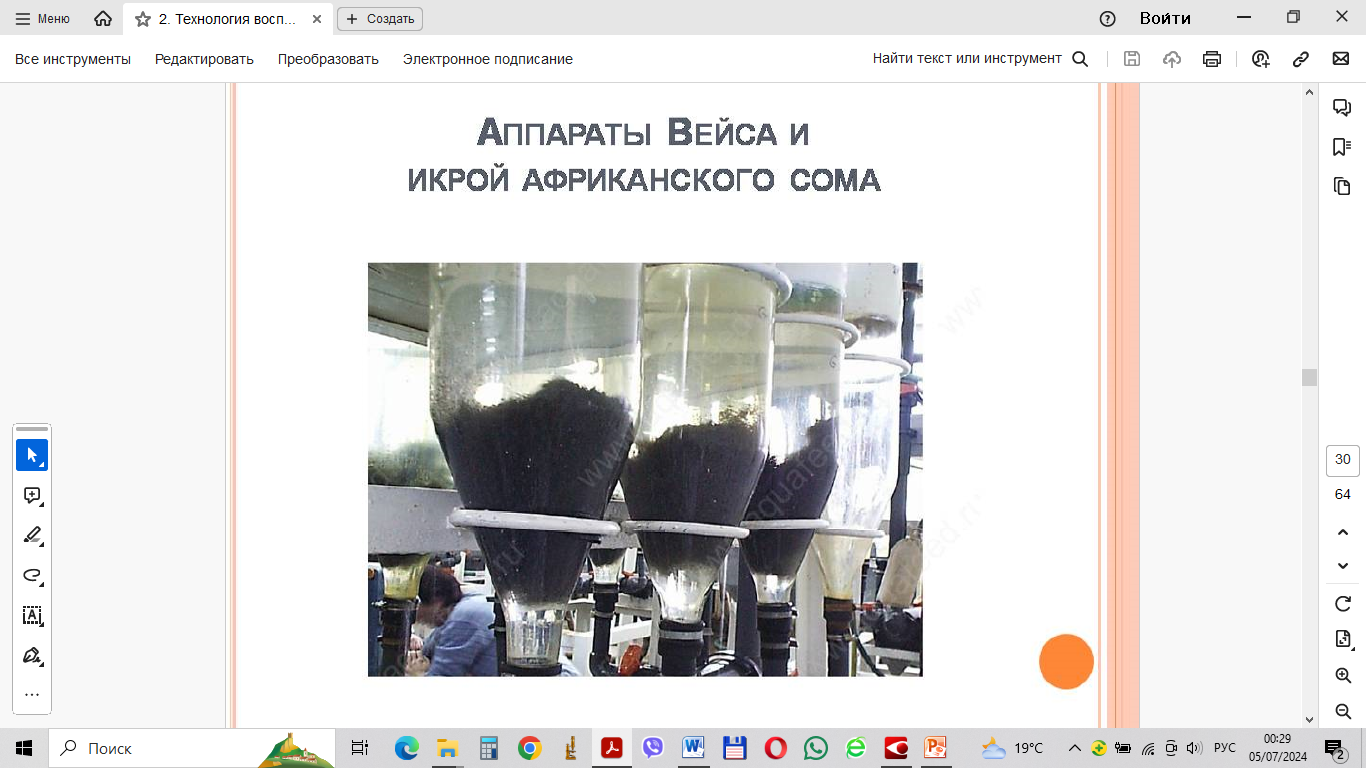 Меню
2. Технология восп...
Создать
Войти
Все инструменты
Редактировать
Преобразовать
Электронное подписание
Найти текст или инструмент
Аппараты Вейса и
икрой африканского сома
30
64
Поиск
19°C
РУС
00:29
05/07/2024
2